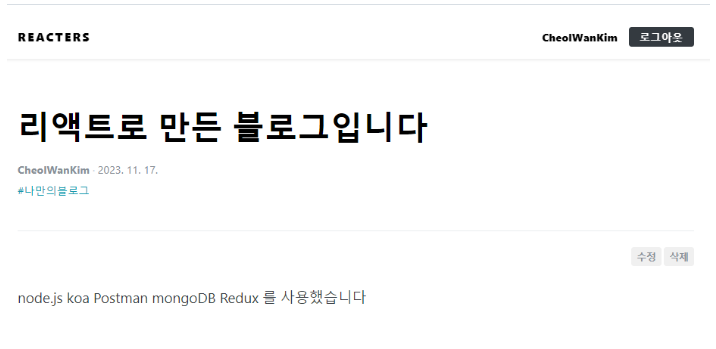 REACTERS
CheolWanKim 로그아웃
리액트로 만든 블로그입니다
CheolWanKim · 2023. 11. 17.
#나만의블로그
수정 삭제
node.js koa Postman mongoDB Redux 를 사용했습니다